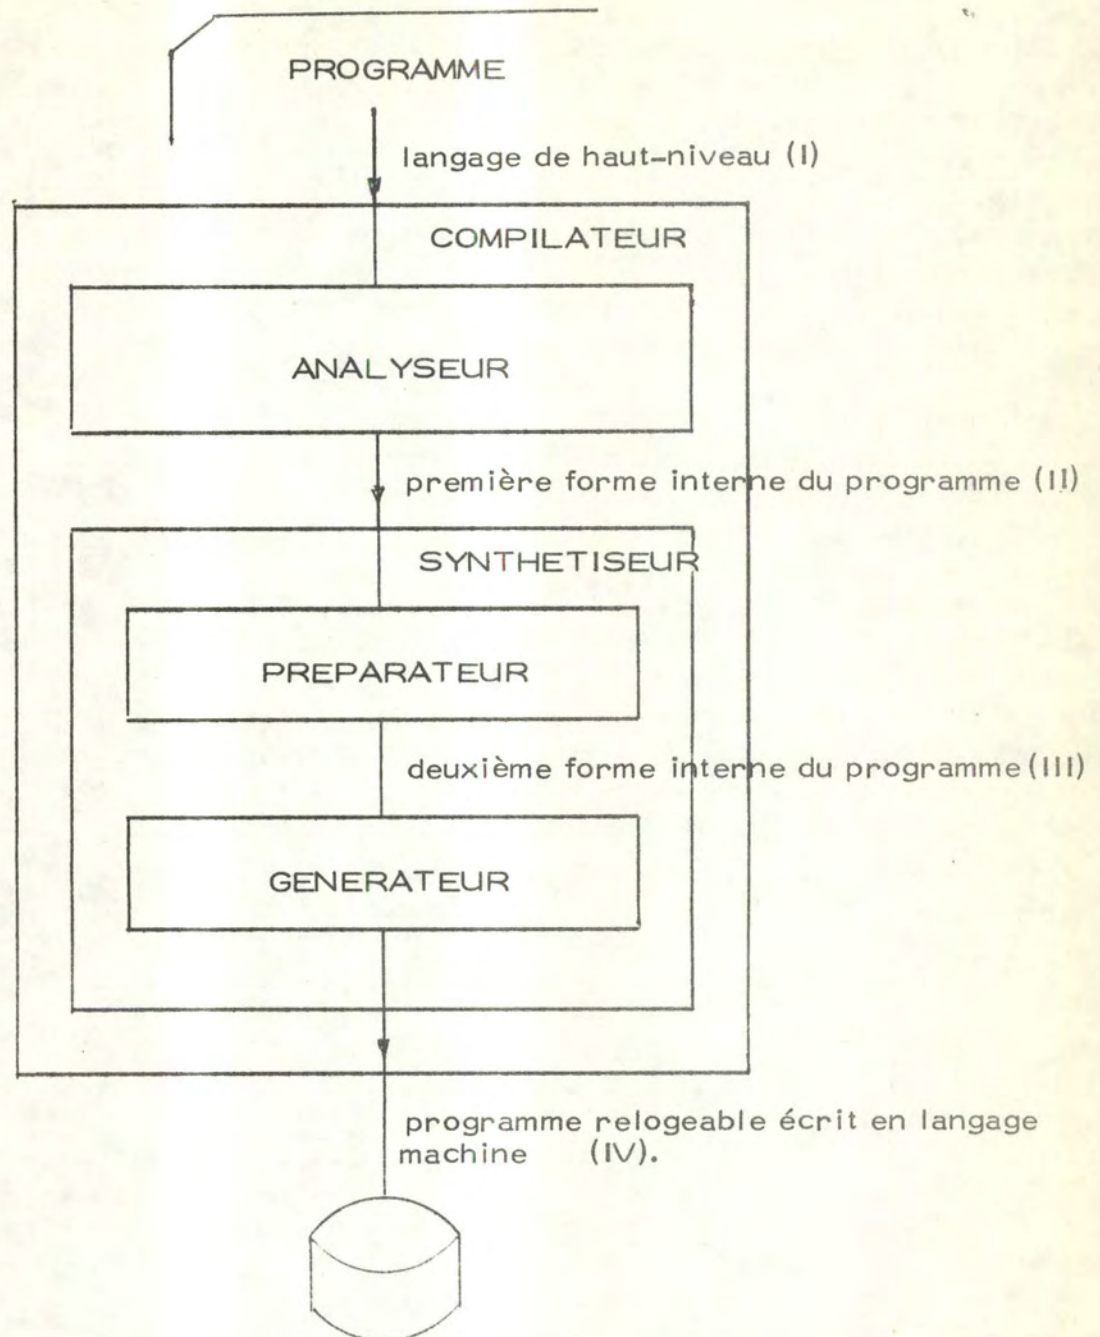 PROGRAMME
langage de haut-niveau (I)
COMPILATEUR
ANALYSEUR
première forme interne du programme (II)
SYNTHETISEUR
PREPARATEUR
deuxième forme interne du programme (III)
GENERATEUR
programme relogeable écrit en langage
machine (IV).